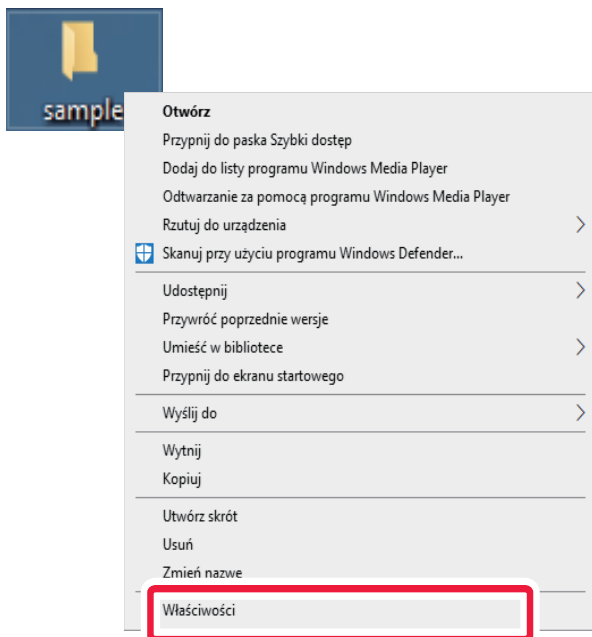 sample
Otwórz
Przypnij do paska Szybki dostęp
Dodaj do listy programu Windows Media Player
Odtwarzanie za pomocą programu Windows Media Player
Rzutuj do urządzenia
Skanuj przy użyciu programu Windows Defender...
Udostępnij
Przywróć poprzednie wersje
Umieść w bibliotece
Przypnij do ekranu startowego
Wyślij do
Wytnij
Kopiuj
Utwórz skrót
Usuń
Zmień nazwe
Właściwości